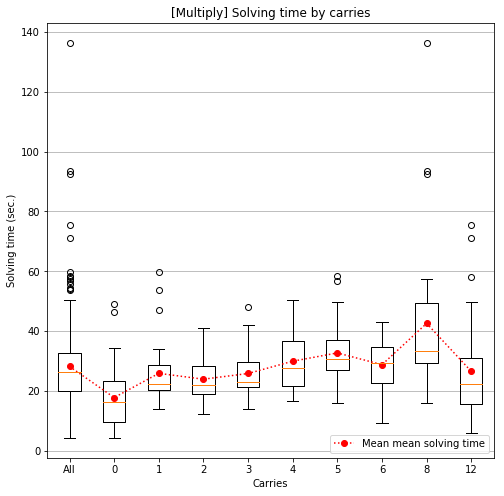 [Multiply] Solving time by carries
140
120
100
80
60
40
20
0
Solving time (sec.)
All 0 1 2 3 4 5 6 8 12
Carries
Mean mean solving time